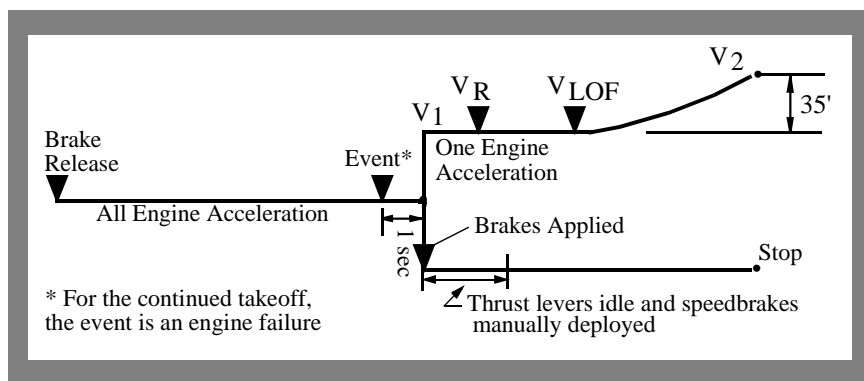 V2
VR
VLOF
V1
35'
Brake
Release
Event*
One Engine
Acceleration
All Engine Acceleration
1 sec
Brakes Applied
Stop
* For the continued takeoff,
the event is an engine failure
Thrust levers idle and speedbrakes
manually deployed